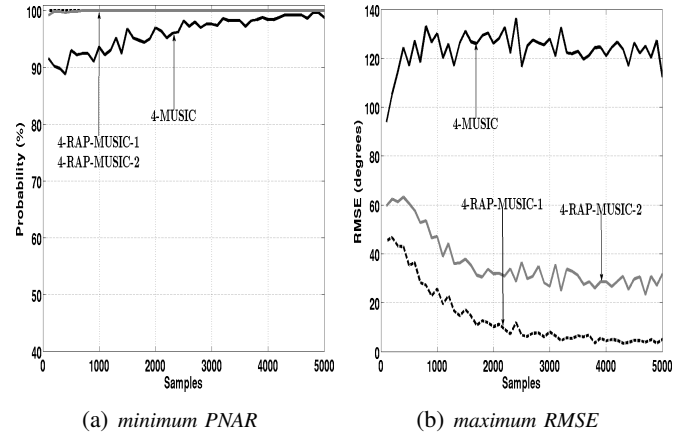 100
90
80
70
60
50
40
0
1000
2000
3000
4000
5000
Probability (%)
Samples
4-MUSIC
4-RAP-MUSIC-1
4-RAP-MUSIC-2
(a) minimum PNAR
140
120
100
80
60
40
20
0
0
1000
2000
3000
4000
5000
RMSE (degrees)
Samples
4-MUSIC
4-RAP-MUSIC-1
4-RAP-MUSIC-2
(b) maximum RMSE